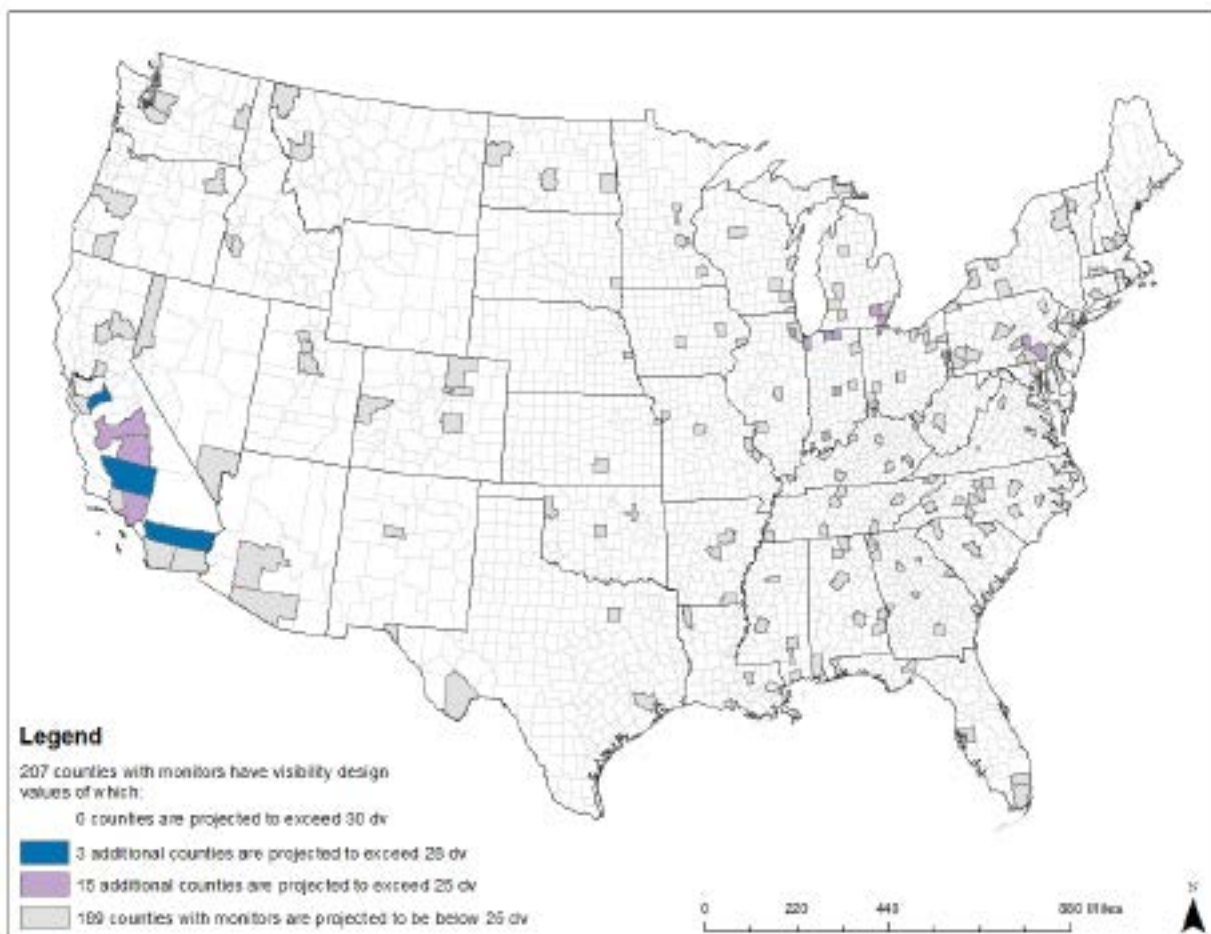 Legend
207 counties with monitors have visibility design
values of which:
0 counties are projected to exceed 30 dv
3 additional counties are projected to exceed 28 dv
15 additional counties are projected to exceed 25 dv
189 counties with monitors are projected to be below 25 dv
0 220 440 880 Miles
N